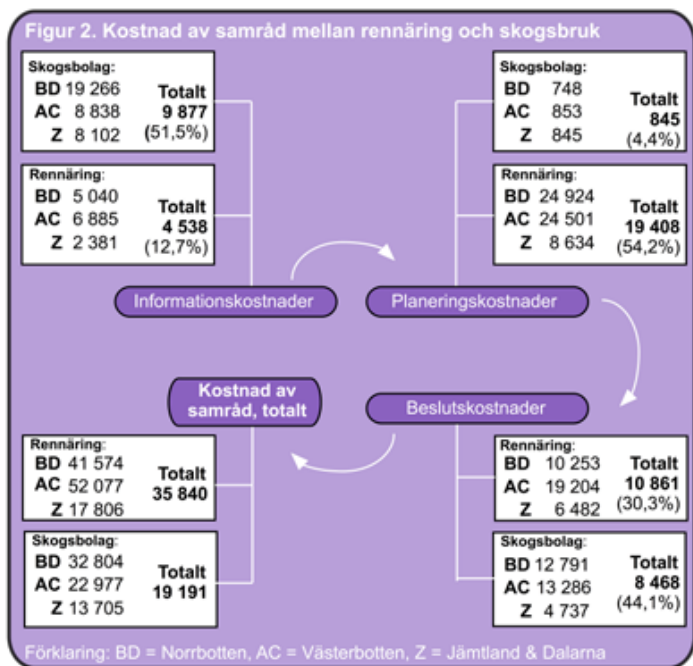 Figur 2. Kostnad av samråd mellan rennäring och skogsbruk
Skogsbolag:
BD 19 266
AC 8 838
Z 8 102
Totalt
9 877
(51,5%)
Rennäring:
BD 5 040
AC 6 885
Z 2 381
Totalt
4 538
(12,7%)
Informationskostnader
Skogsbolag:
BD 748
AC 853
Z 845
Totalt
845
(4,4%)
Rennäring:
BD 24 924
AC 24 501
Z 8 634
Totalt
19 408
(54,2%)
Planeringskostnader
Beslutskostnader
Rennäring:
BD 10 253
AC 19 204
Z 6 482
Totalt
10 861
(30,3%)
Skogsbolag:
BD 12 791
AC 13 286
Z 4 737
Totalt
8 468
(44,1%)
Kostnad av
samråd, totalt
Rennäring:
BD 41 574
AC 52 077
Z 17 806
Totalt
35 840
Skogsbolag:
BD 32 804
AC 22 977
Z 13 705
Totalt
19 191
Förklaring: BD = Norrbotten, AC = Västerbotten, Z = Jämtland & Dalarna